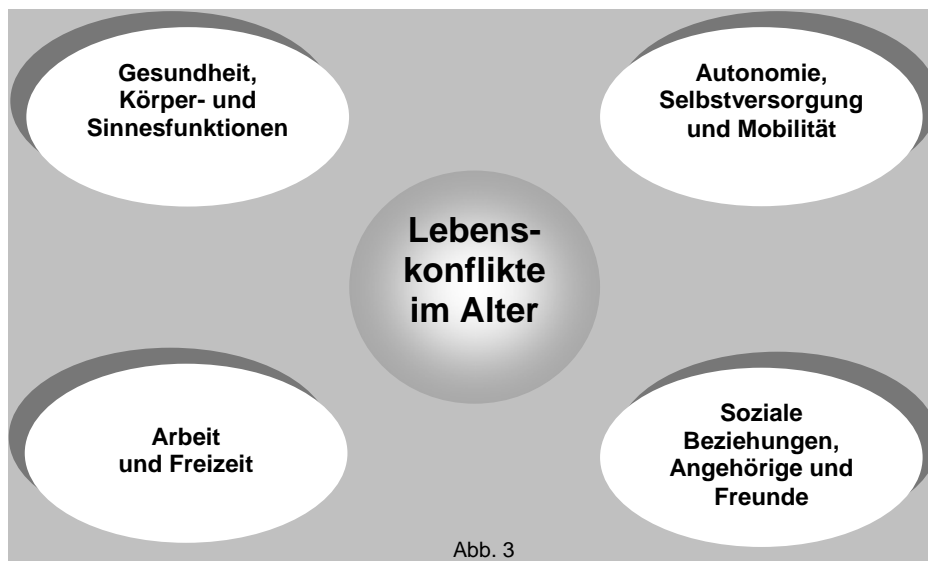 Gesundheit,
Körper- und
Sinnesfunktionen
Autonomie,
Selbstversorgung
und Mobilität
Lebens-
konflikte
im Alter
Arbeit
und Freizeit
Soziale
Beziehungen,
Angehörige und
Freunde
Abb. 3